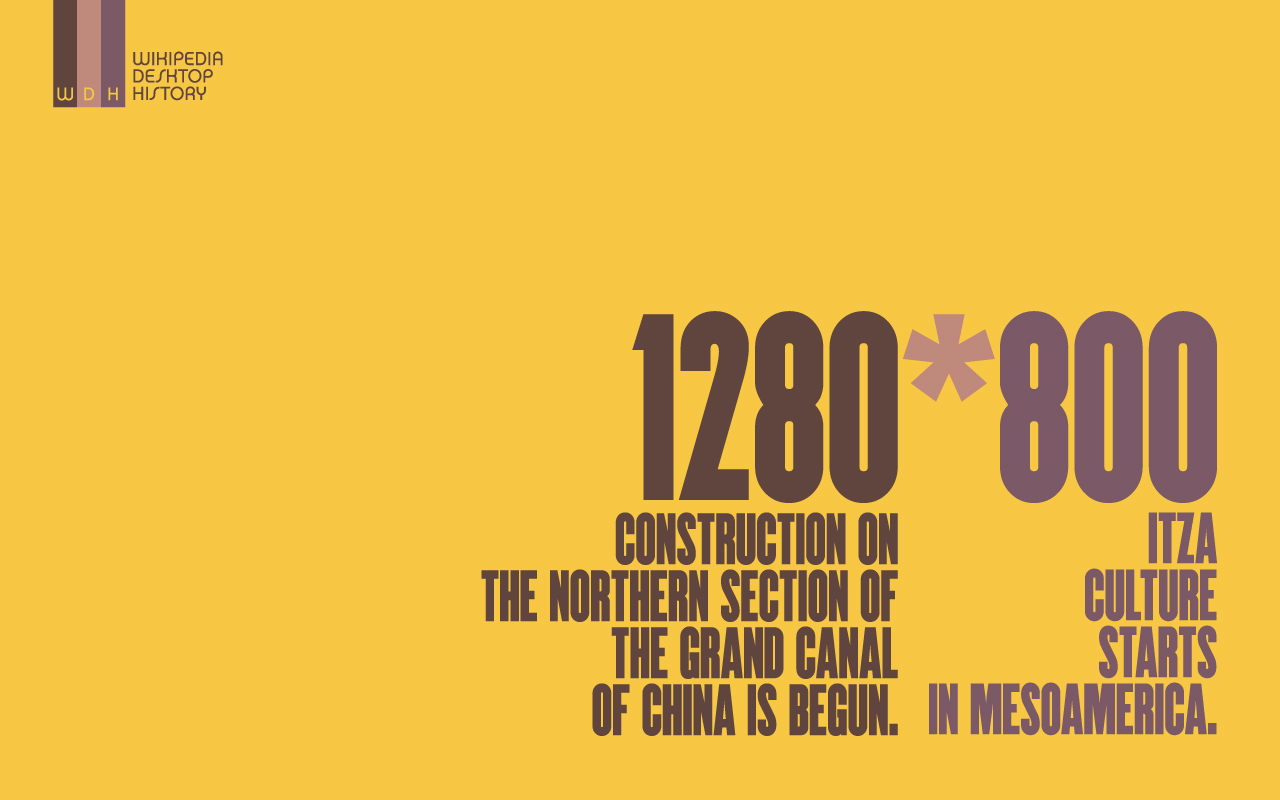 W D H
WIKIPEDIA
DESKTOP
HISTORY
1280*800
CONSTRUCTION ON
THE NORTHERN SECTION OF
THE GRAND CANAL
OF CHINA IS BEGUN.
ITZA
CULTURE
STARTS
IN MESOAMERICA.